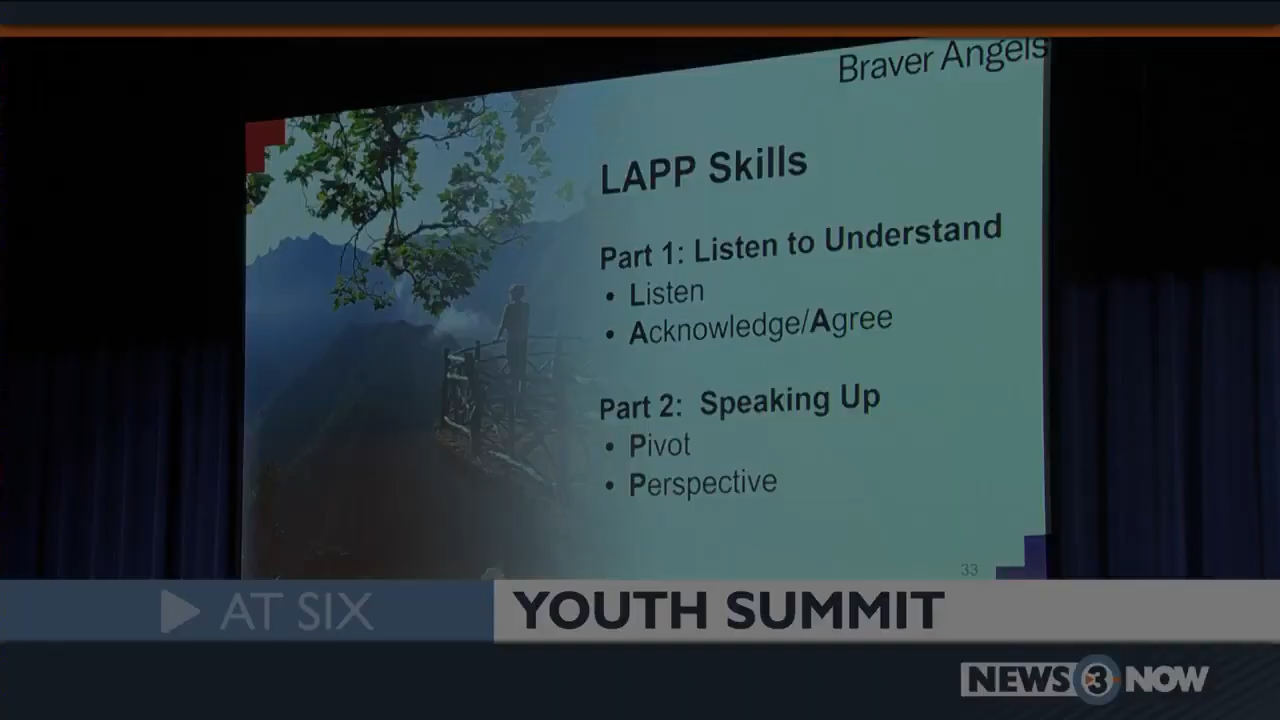 Braver Angels
LAPP Skills
Part 1: Listen to Understand
• Listen
• Acknowledge/Agree
Part 2: Speaking Up
• Pivot
• Perspective
33
AT SIX
YOUTH SUMMIT
NEWS 3 NOW